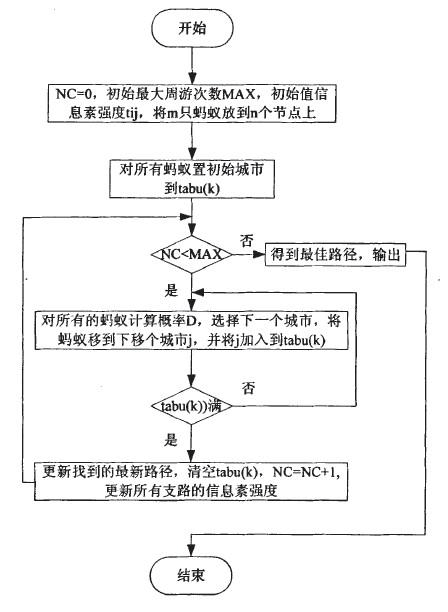 开始
NC=0，初始最大周游次数MAX，初始值信
息素强度tij，将m只蚂蚁放到n个节点上
对所有蚂蚁置初始城市
到tabu(k)
NC<MAX
否
得到最佳路径，输出
是
对所有的蚂蚁计算概率D，选择下一个城市，将
蚂蚁移到下移个城市j，并将j加入到tabu(k)
否
tabu(k))满
是
更新找到的最新路径，清空tabu(k)，NC=NC+1,
更新所有支路的信息素强度
结束